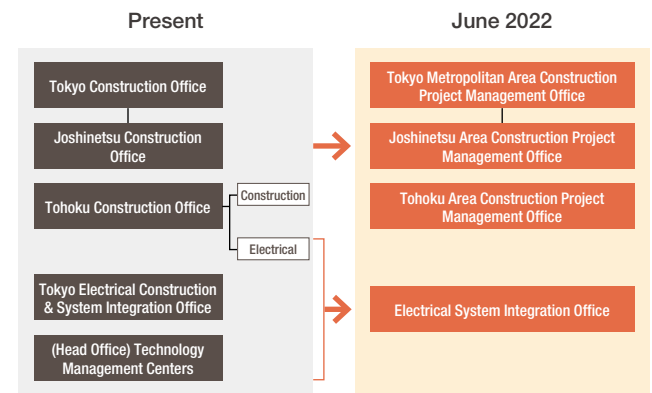 Present
Tokyo Construction Office
Joshinetsu Construction
Office
Tohoku Construction Office
Construction
Electrical
Tokyo Electrical Construction
& System Integration Office
(Head Office) Technology
Management Centers
June 2022
Tokyo Metropolitan Area Construction
Project Management Office
Joshinetsu Area Construction Project
Management Office
Tohoku Area Construction Project
Management Office
Electrical System Integration Office